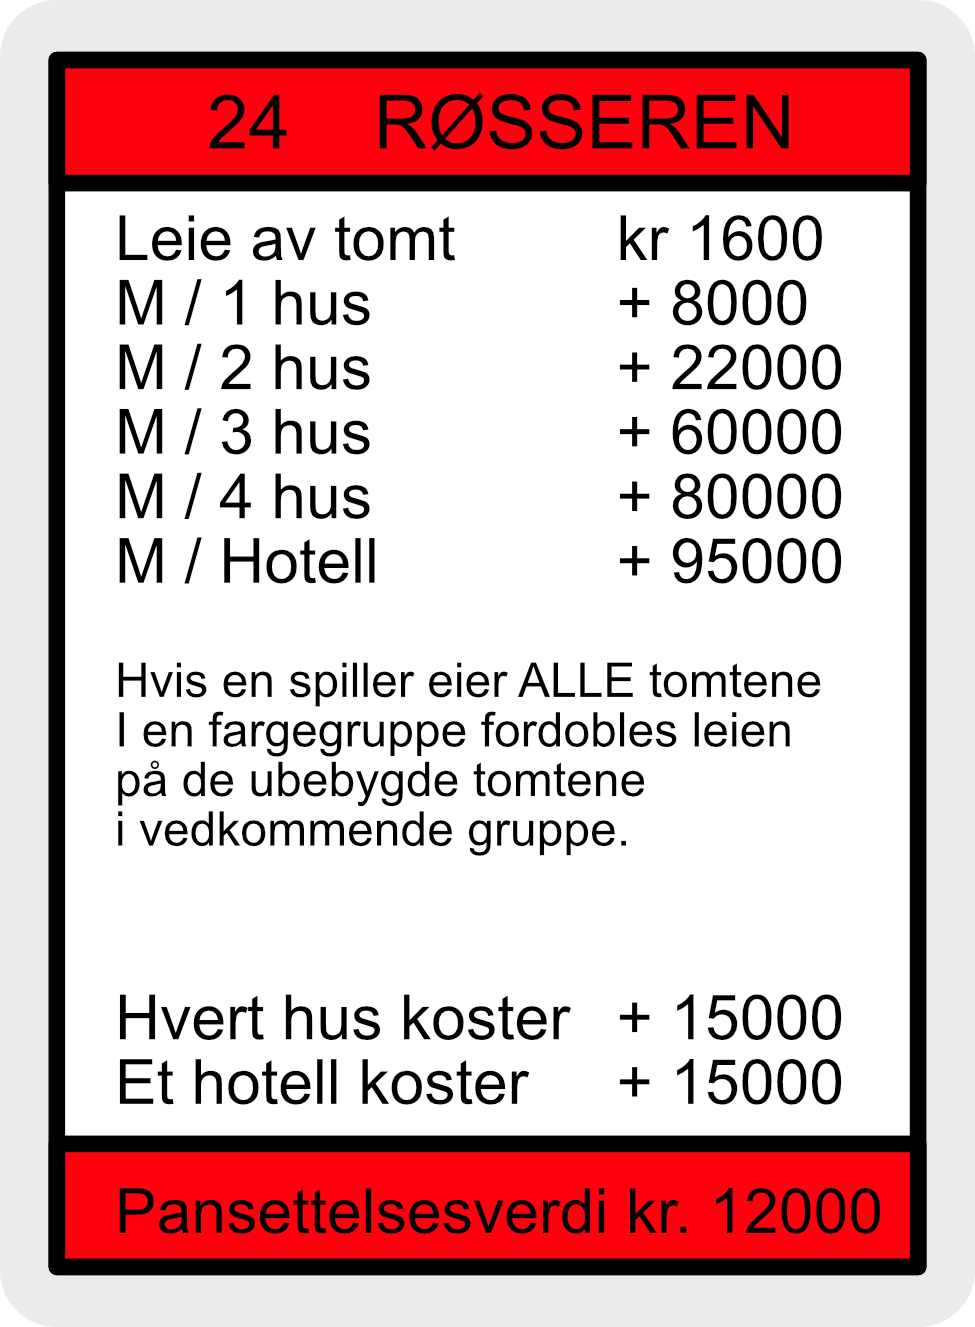 24 RØSSEREN
Leie av tomt kr 1600
M / 1 hus + 8000
M / 2 hus + 22000
M / 3 hus + 60000
M / 4 hus + 80000
M / Hotell + 95000
Hvis en spiller eier ALLE tomtene
I en fargegruppe fordobles leien
på de ubebygde tomtene
i vedkommende gruppe.
Hvert hus koster + 15000
Et hotell koster + 15000
Pansettelsesverdi kr. 12000